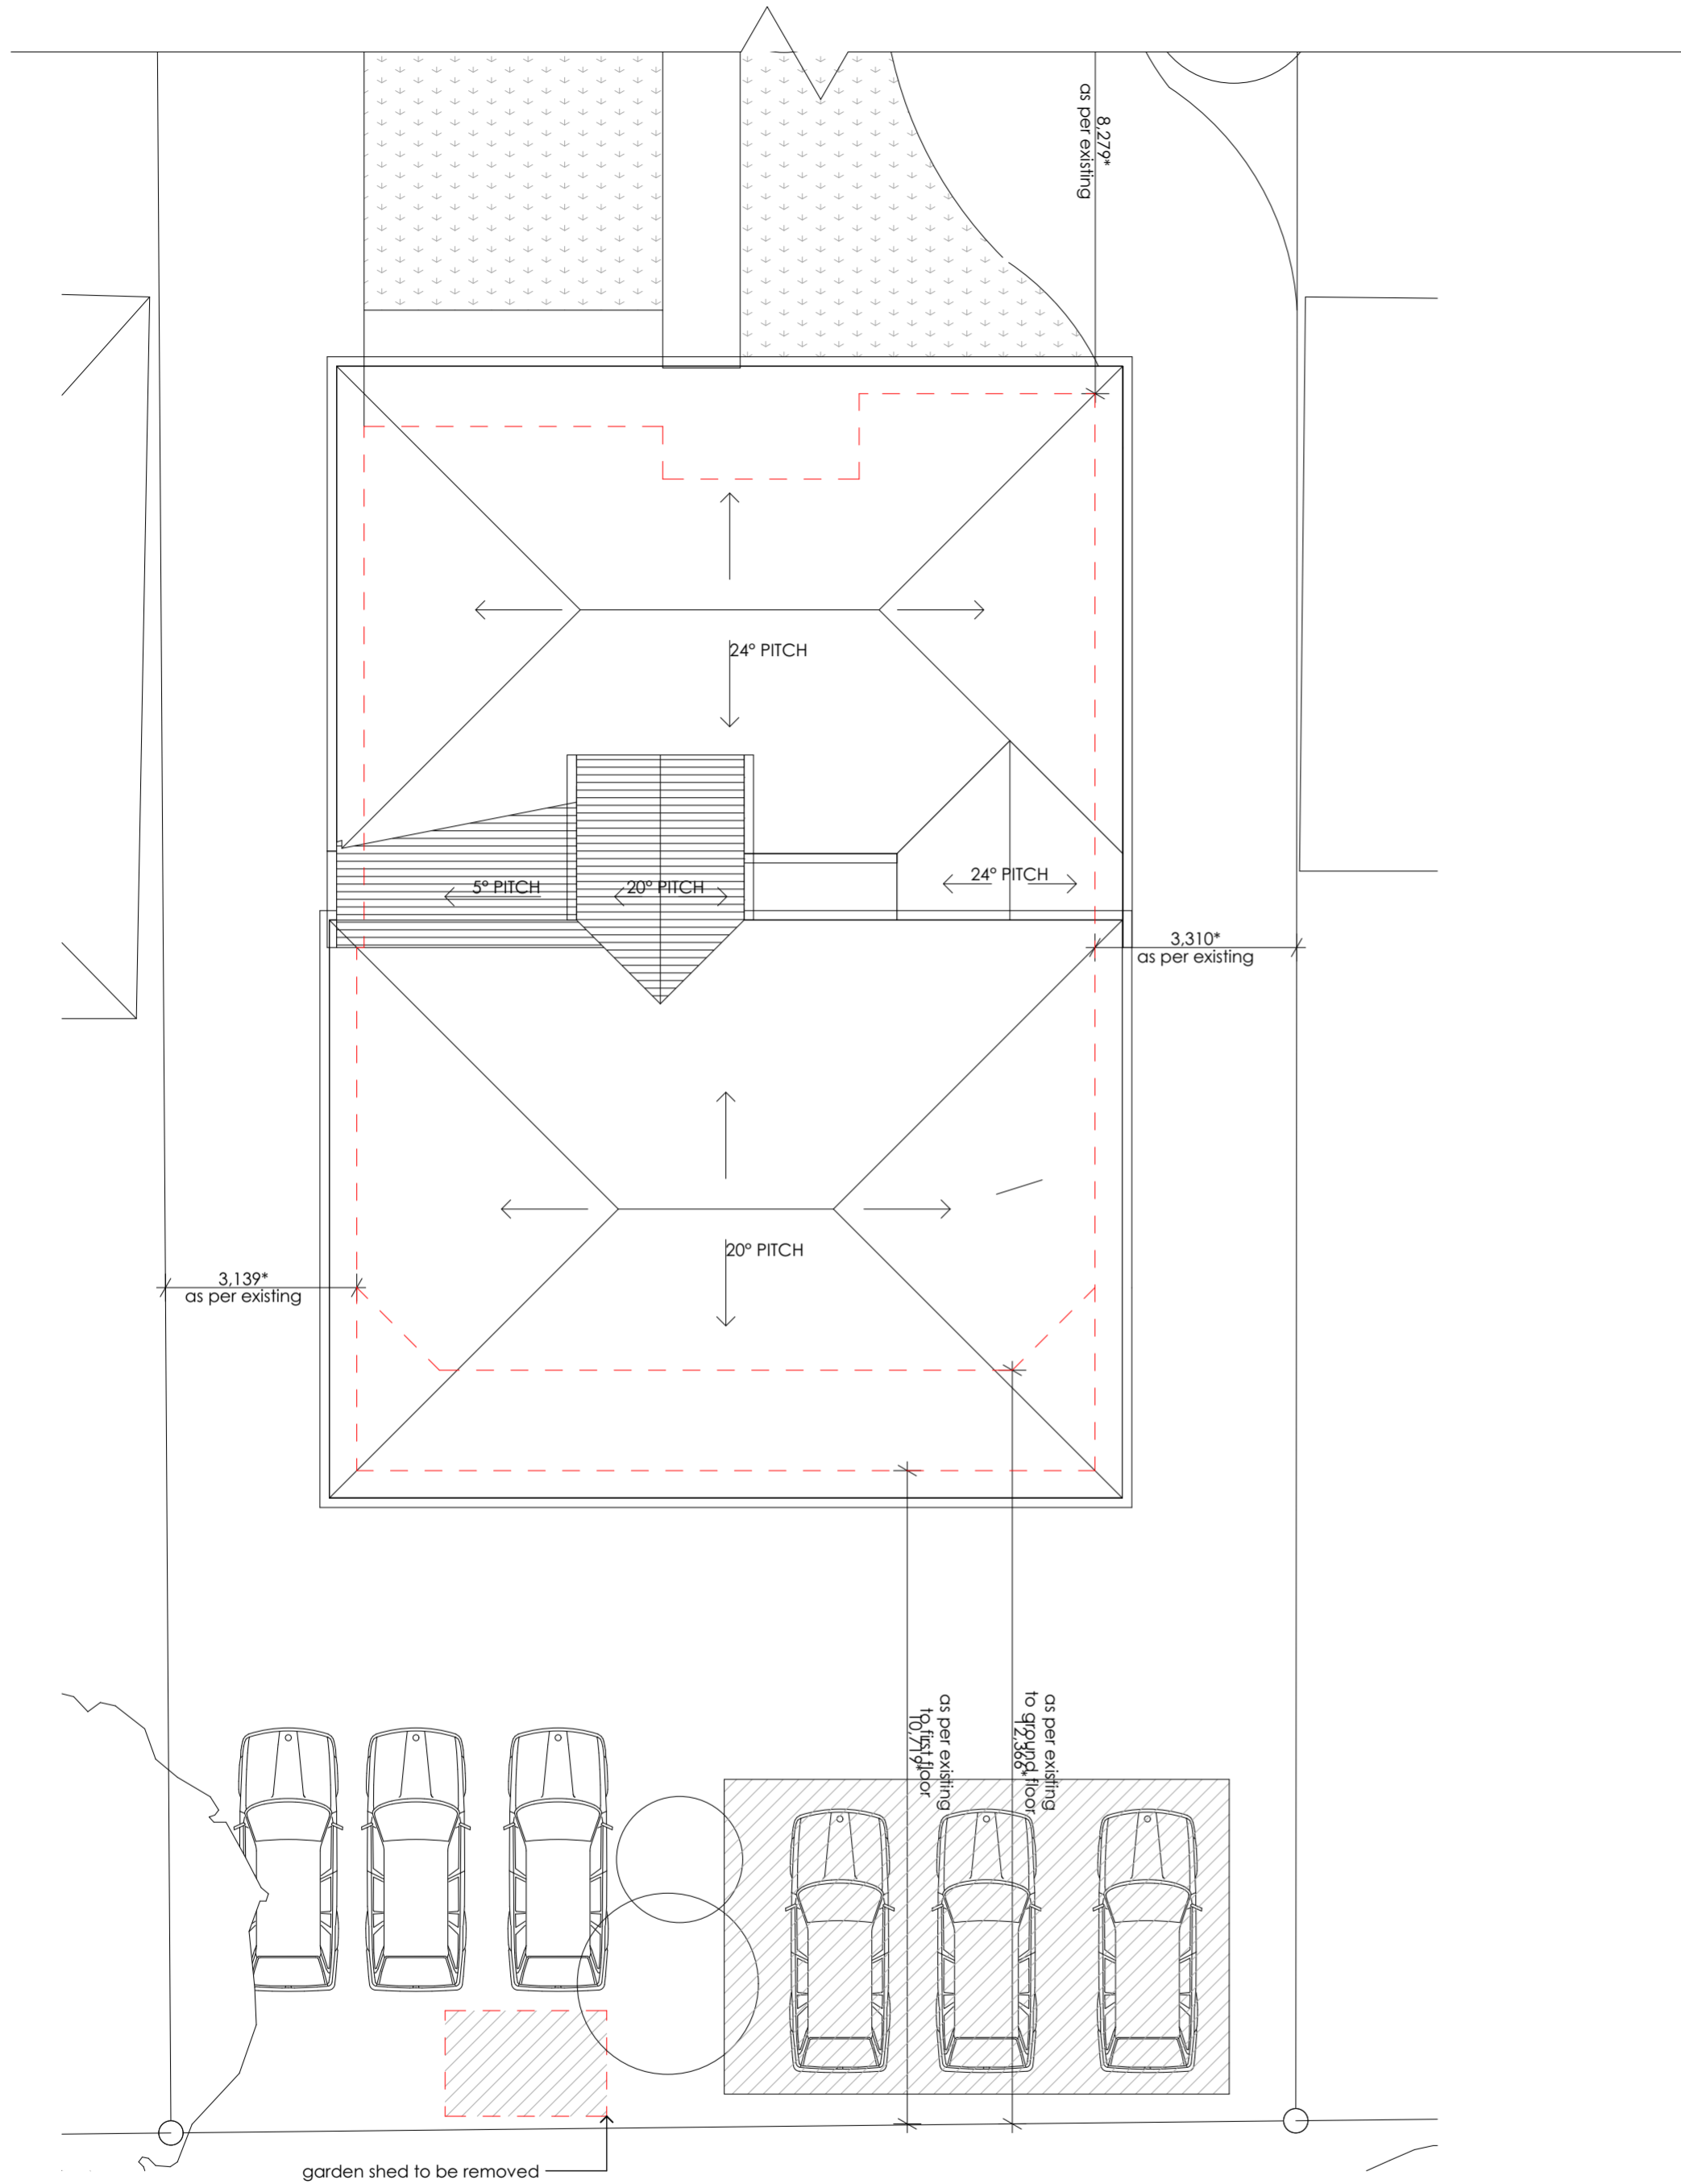 8,279*
as per existing
24° PITCH
5° PITCH
20° PITCH
24° PITCH
3,310*
as per existing
20° PITCH
3,139*
as per existing
as per existing
to first floor
10,719*
as per existing
to ground floor
12,366*
garden shed to be removed